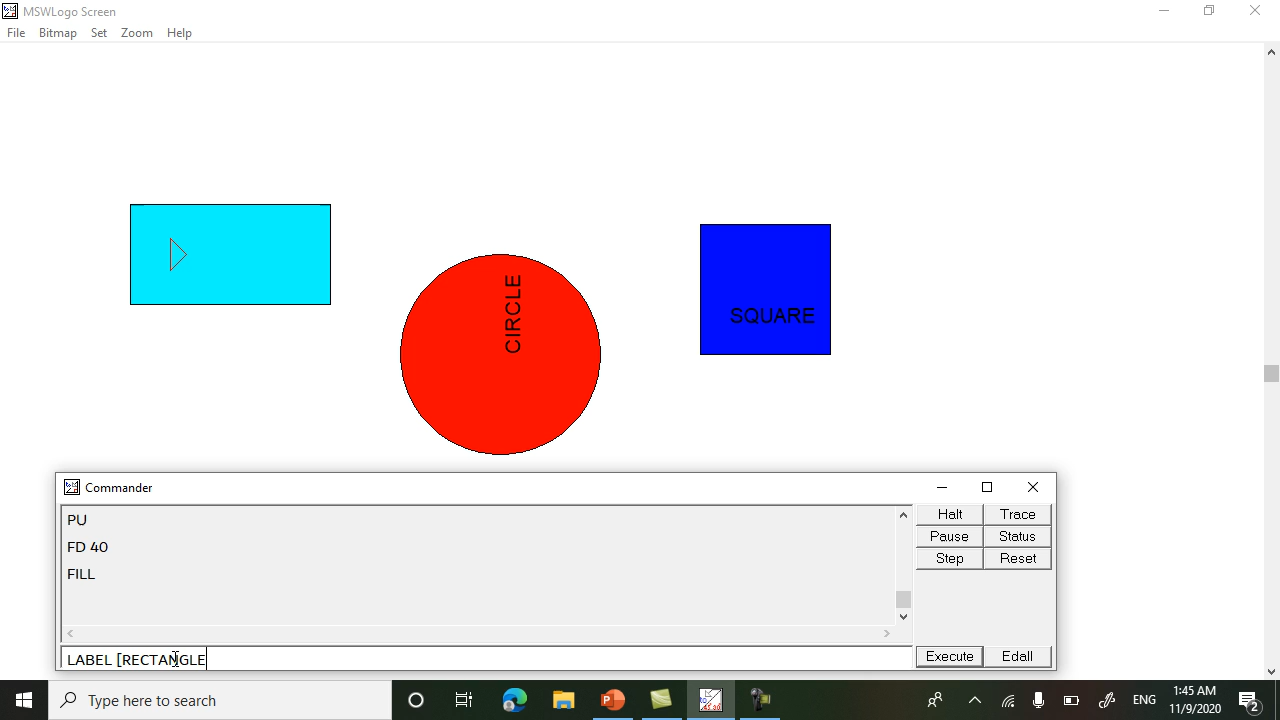 MSWLogo Screen
File Bitmap Set Zoom Help
CIRCLE
SQUARE
Commander
PU
FD 40
FILL
Halt Trace
Pause Status
Step Reset
LABEL [RECTANGLE
Execute Edall
Type here to search
ENG
1:45 AM
11/9/2020
2